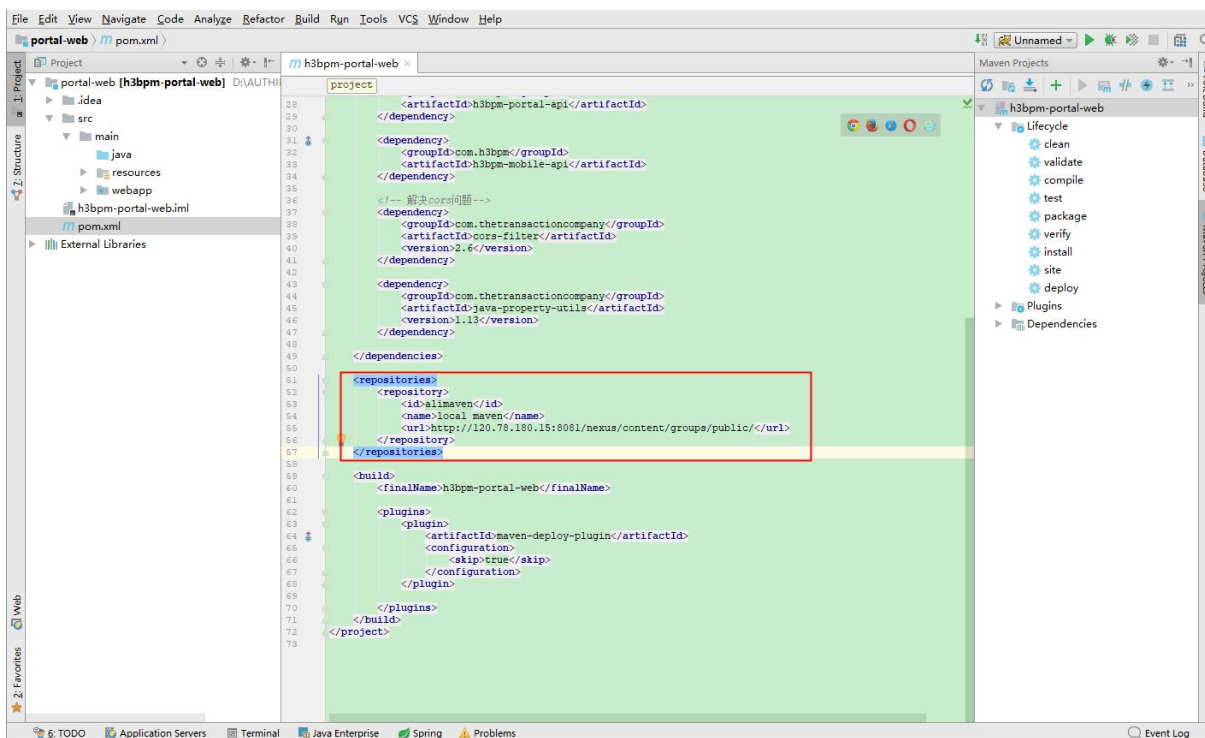 File Edit View Navigate Code Analyze Refactor Build Run Tools VCS Window Help
portal-web pom.xml
Unnamed
Project
h3bpm-portal-web
Maven Projects
1: Project
7: Structure
Web
2: Favorites
portal-web [h3bpm-portal-web] D:\AUTHI
.idea
src
main
java
resources
webapp
h3bpm-portal-web.iml
pom.xml
External Libraries
project
28 <artifactId>h3bpm-portal-api</artifactId>
29 </dependency>
30
31 <dependency>
32 <groupId>com.h3bpm</groupId>
33 <artifactId>h3bpm-mobile-api</artifactId>
34 </dependency>
35
36 <!-- 解决cors问题-->
37 <dependency>
38 <groupId>com.thetransactioncompany</groupId>
39 <artifactId>cors-filter</artifactId>
40 <version>2.6</version>
41 </dependency>
42
43 <dependency>
44 <groupId>com.thetransactioncompany</groupId>
45 <artifactId>java-property-utils</artifactId>
46 <version>1.13</version>
47 </dependency>
48
49 </dependencies>
50
51 <repositories>
52 <repository>
53 <id>alimaven</id>
54 <name>local maven</name>
55 <url>http://120.78.180.15:8081/nexus/content/groups/public/</url>
56 </repository>
57 </repositories>
58
59 <build>
60 <finalName>h3bpm-portal-web</finalName>
61
62 <plugins>
63 <plugin>
64 <artifactId>maven-deploy-plugin</artifactId>
65 <configuration>
66 <skip>true</skip>
67 </configuration>
68 </plugin>
69
70 </plugins>
71 </build>
72 </project>
73
h3bpm-portal-web
Lifecycle
clean
validate
compile
test
package
verify
install
site
deploy
Plugins
Dependencies
6: TODO Application Servers Terminal Java Enterprise Spring Problems Event Log